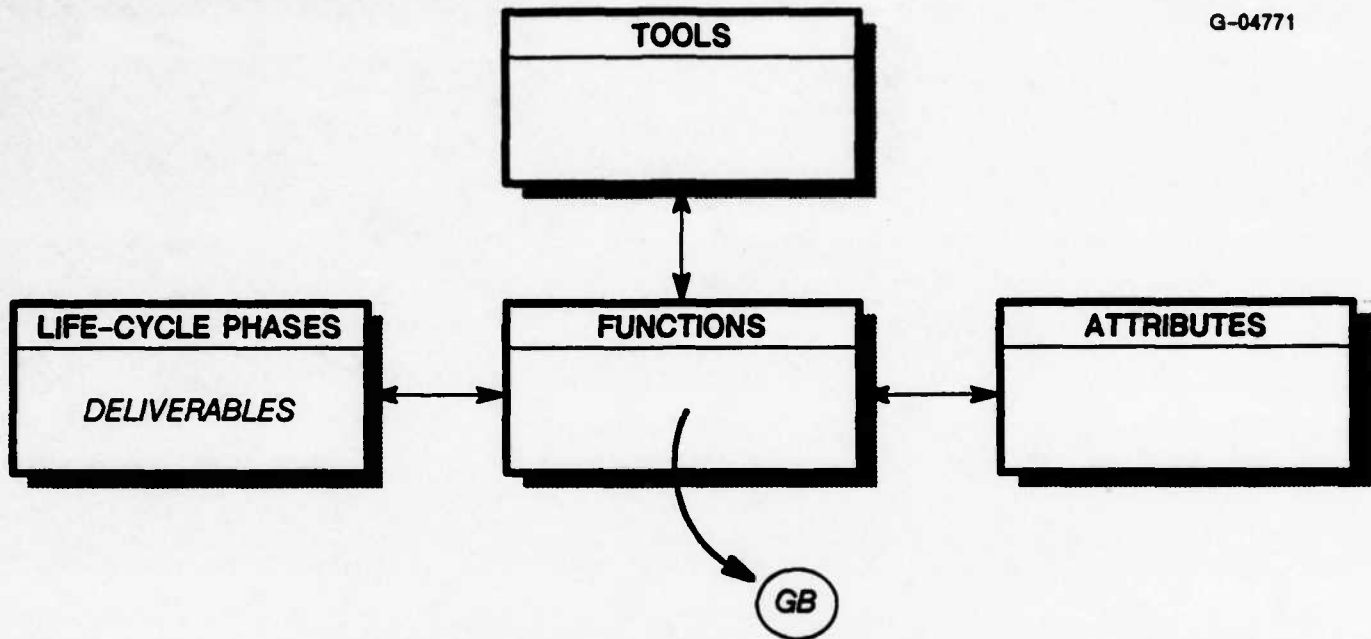 G-04771
TOOLS
LIFE-CYCLE PHASES
DELIVERABLES
FUNCTIONS
ATTRIBUTES
GB